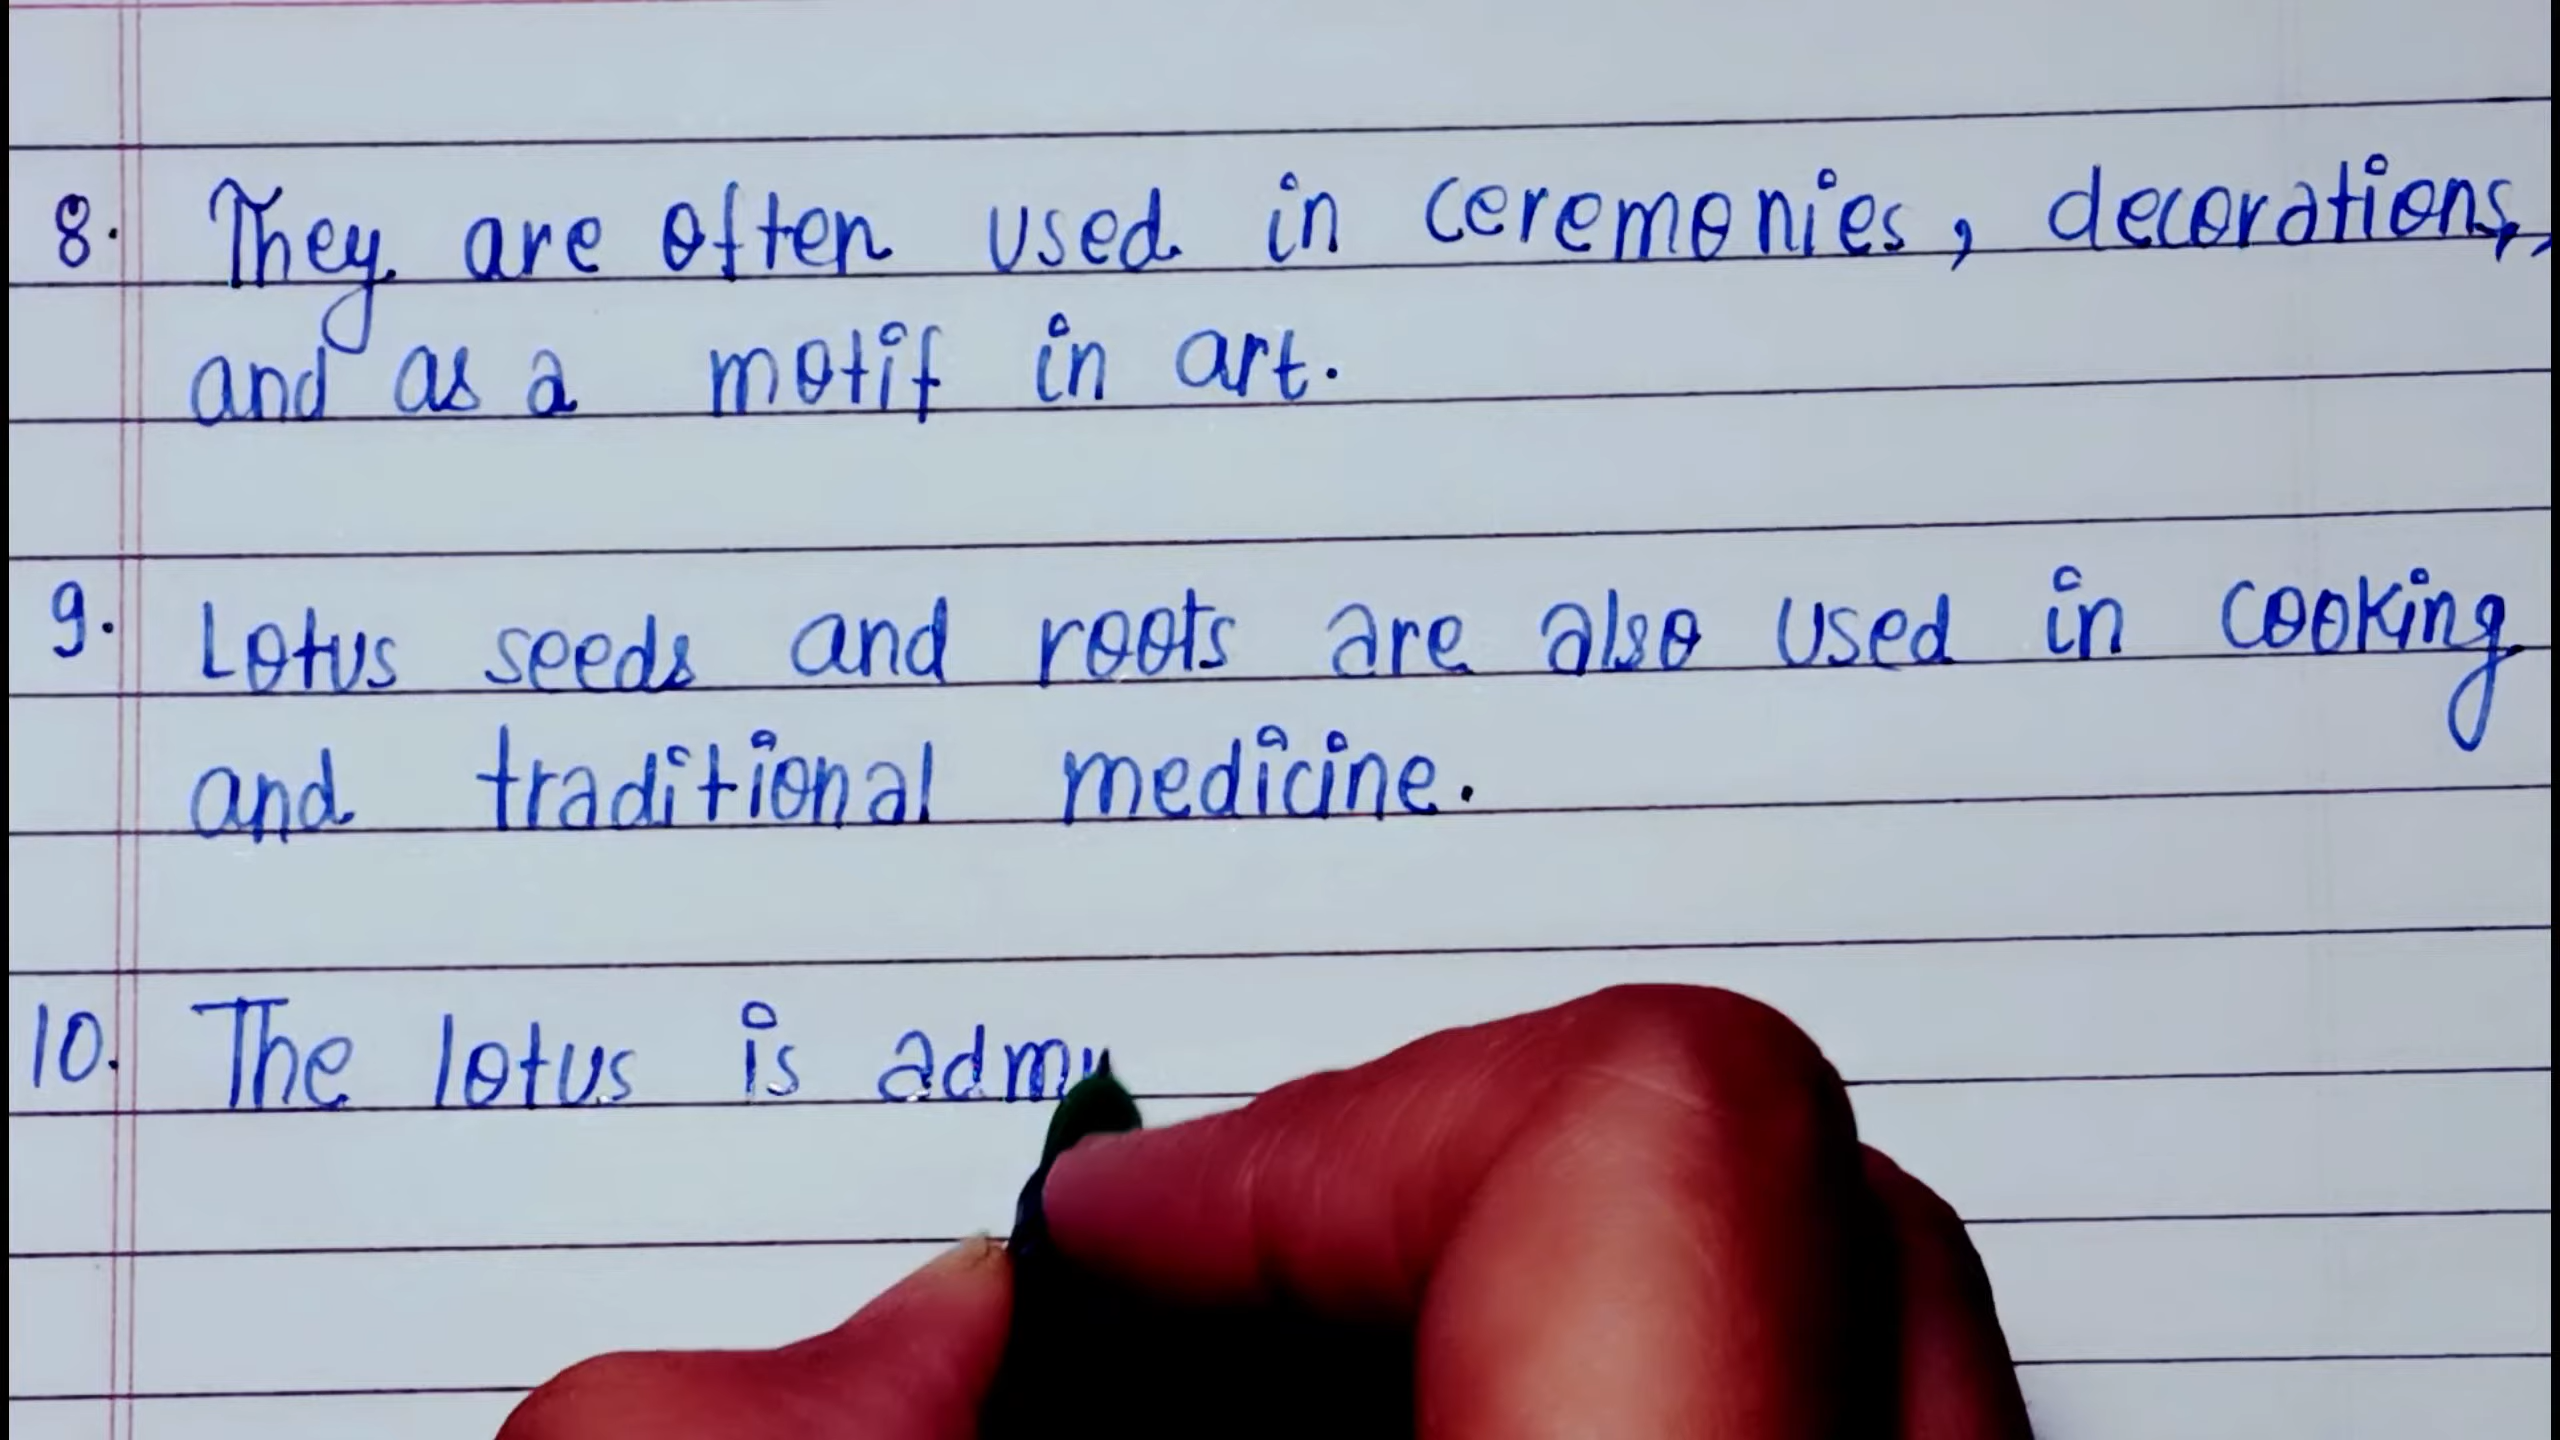 8. They are often used in ceremonies, decorations,
and as a motif in art.
9. Lotus seeds and roots are also used in cooking
and traditional medicine.
10. The lotus is